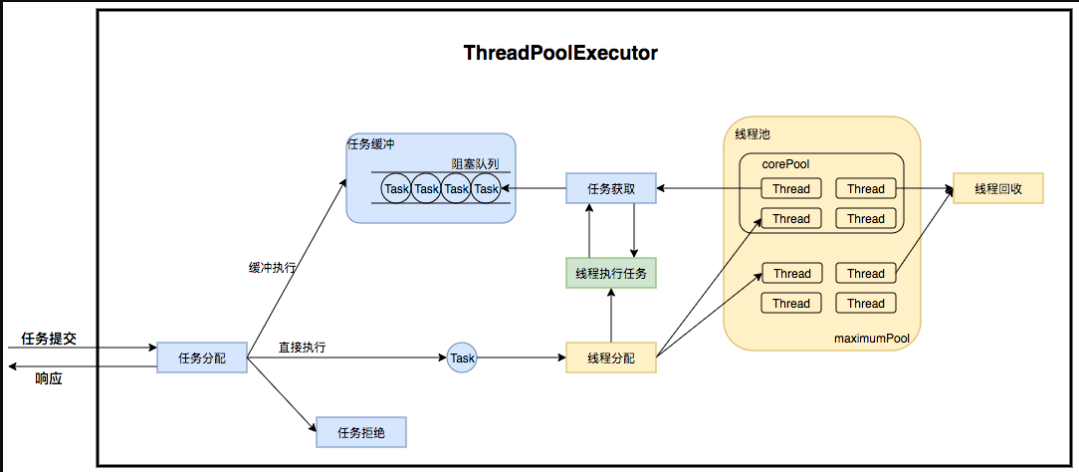 ThreadPoolExecutor
任务缓冲
阻塞队列
Task Task Task Task
任务获取
线程池
corePool
Thread Thread
Thread Thread
线程回收
缓冲执行
线程执行任务
Thread Thread
Thread Thread
maximumPool
任务提交
响应
任务分配
直接执行
Task
线程分配
任务拒绝